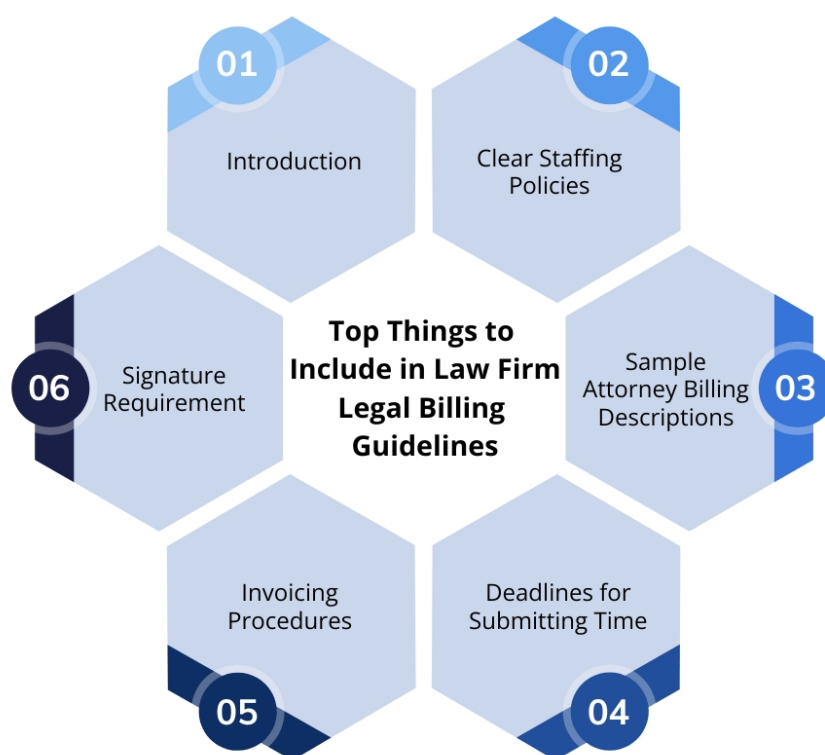 01
Introduction
02
Clear Staffing
Policies
Top Things to
Include in Law Firm
Legal Billing
Guidelines
03
Sample
Attorney Billing
Descriptions
04
Deadlines for
Submitting Time
05
Invoicing
Procedures
06
Signature
Requirement